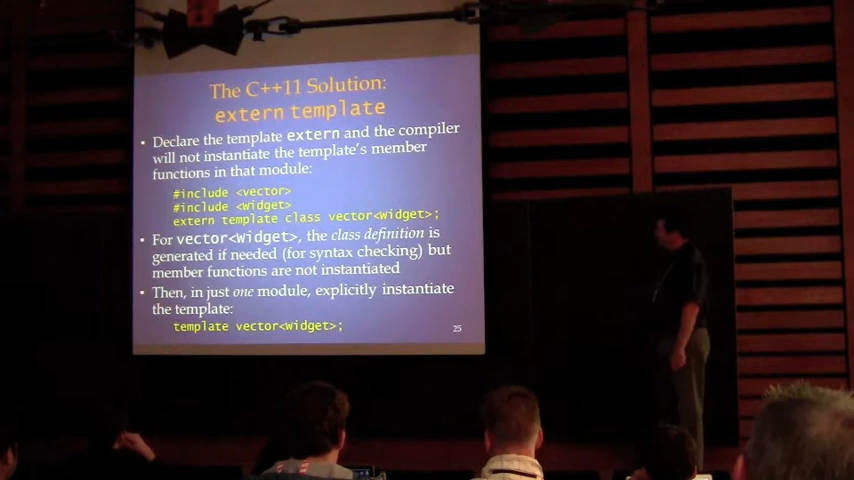 The C++11 Solution:
extern template
• Declare the template extern and the compiler
will not instantiate the template's member
functions in that module:
#include <vector>
#include <Widget>
extern template class vector<Widget>;
• For vector<Widget>, the class definition is
generated if needed (for syntax checking) but
member functions are not instantiated
• Then, in just one module, explicitly instantiate
the template:
template vector<Widget>;
25